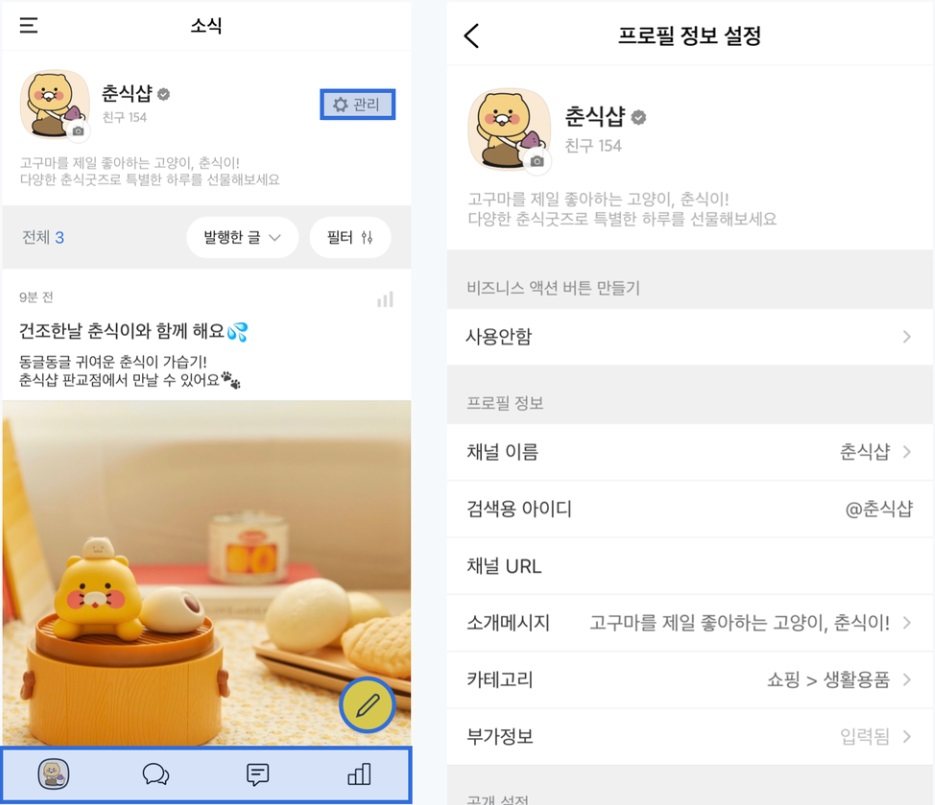 소식
춘식샵
친구 154
관리
고구마를 제일 좋아하는 고양이, 춘식이!
다양한 춘식굿즈로 특별한 하루를 선물해보세요
전체 3
발행한 글
필터
9분 전
건조한날 춘식이와 함께 해요💦
동글동글 귀여운 춘식이 가습기!
춘식샵 판교점에서 만날 수 있어요🐾
프로필 정보 설정
춘식샵
친구 154
고구마를 제일 좋아하는 고양이, 춘식이!
다양한 춘식굿즈로 특별한 하루를 선물해보세요
비즈니스 액션 버튼 만들기
사용안함
프로필 정보
채널 이름 춘식샵
검색용 아이디 @춘식샵
채널 URL
소개메시지 고구마를 제일 좋아하는 고양이, 춘식이!
카테고리 쇼핑 > 생활용품
부가정보 입력됨
공개 설정